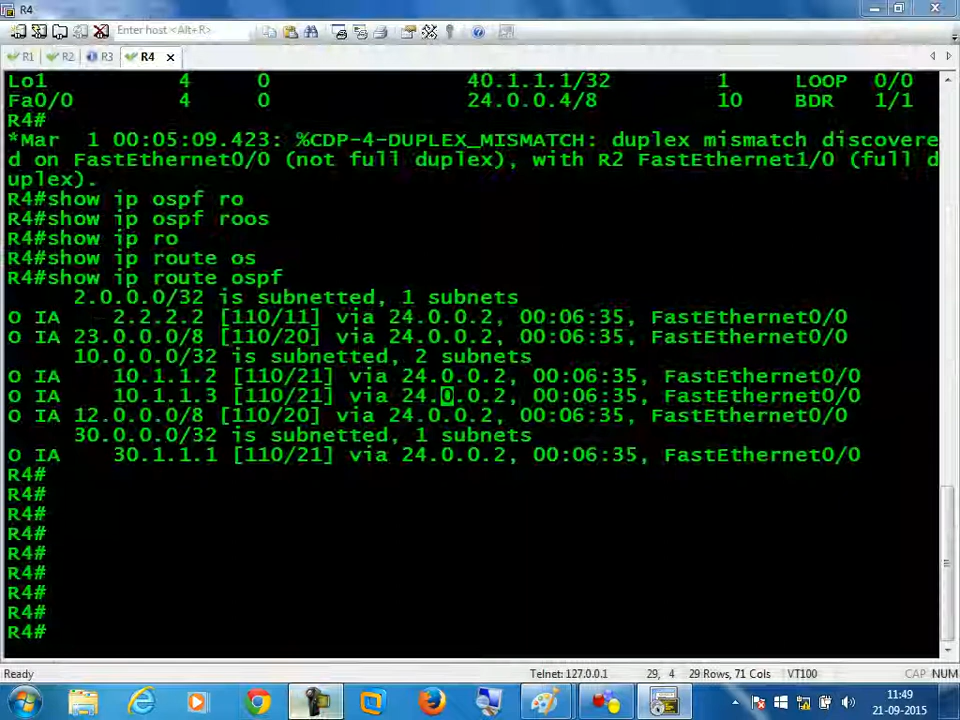 R4
Enter host <Alt+R>
R1
R2
R3
R4
Lo1 4 0 40.1.1.1/32 1 LOOP 0/0
Fa0/0 4 0 24.0.0.4/8 10 BDR 1/1
R4#
*Mar 1 00:05:09.423: %CDP-4-DUPLEX_MISMATCH: duplex mismatch discovere
d on FastEthernet0/0 (not full duplex), with R2 FastEthernet1/0 (full d
uplex).
R4#show ip ospf ro
R4#show ip ospf roos
R4#show ip ro
R4#show ip route os
R4#show ip route ospf
2.0.0.0/32 is subnetted, 1 subnets
O IA 2.2.2.2 [110/11] via 24.0.0.2, 00:06:35, FastEthernet0/0
O IA 23.0.0.0/8 [110/20] via 24.0.0.2, 00:06:35, FastEthernet0/0
10.0.0.0/32 is subnetted, 2 subnets
O IA 10.1.1.2 [110/21] via 24.0.0.2, 00:06:35, FastEthernet0/0
O IA 10.1.1.3 [110/21] via 24.0.0.2, 00:06:35, FastEthernet0/0
O IA 12.0.0.0/8 [110/20] via 24.0.0.2, 00:06:35, FastEthernet0/0
30.0.0.0/32 is subnetted, 1 subnets
O IA 30.1.1.1 [110/21] via 24.0.0.2, 00:06:35, FastEthernet0/0
R4#
R4#
R4#
R4#
R4#
R4#
R4#
R4#
R4#
Ready Telnet: 127.0.0.1 29, 4 29 Rows, 71 Cols VT100 CAP NUM
11:49
21-09-2015